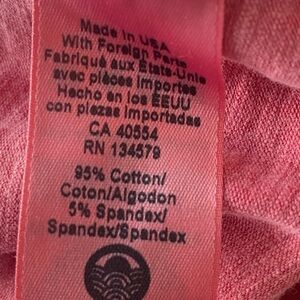 Made in USA
With Foreign Parts
Fabriqué aux États-Unis
avec pièces importes
Hecho en los EEUU
con piezas importadas
CA 40554
RN 134579
95% Cotton/
Coton/Algodon
5% Spandex/
Spandex/Spandex